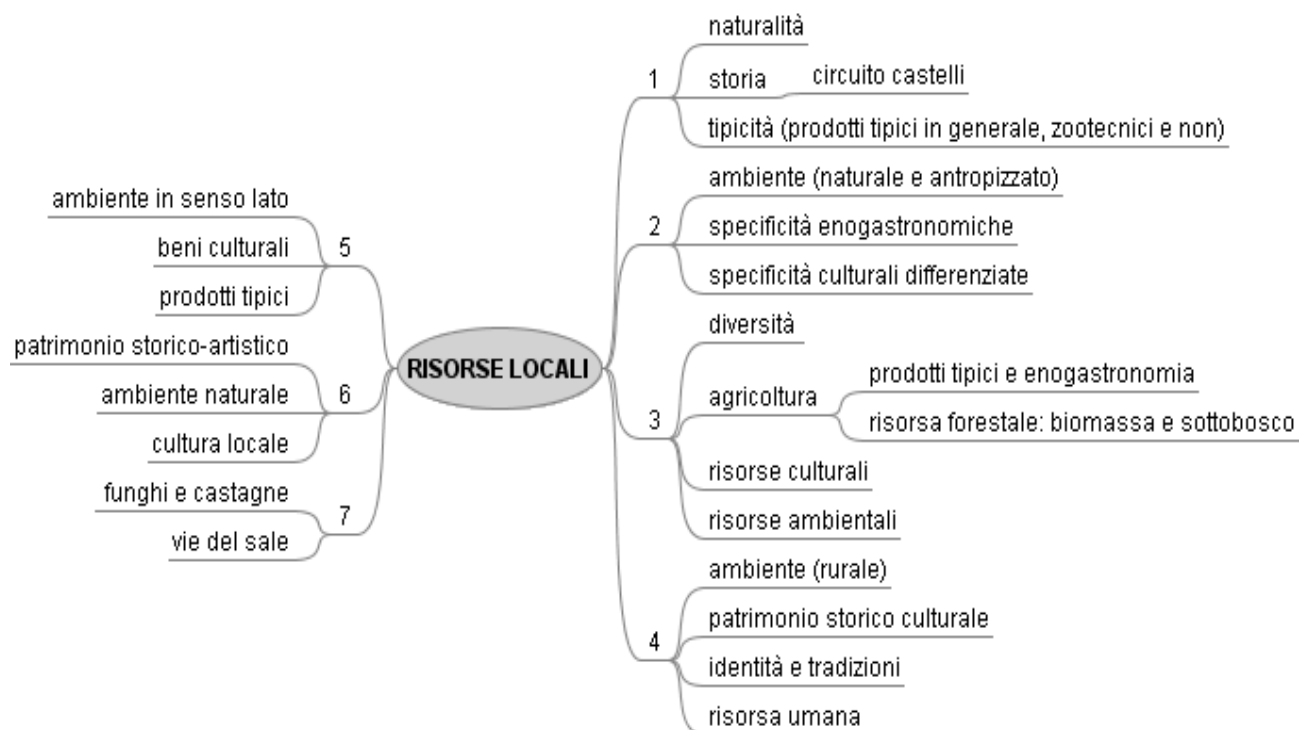 RISORSE LOCALI
1
naturalità
storia
circuito castelli
tipicità (prodotti tipici in generale, zootecnici e non)
2
ambiente (naturale e antropizzato)
specificità enogastronomiche
specificità culturali differenziate
3
diversità
agricoltura
prodotti tipici e enogastronomia
risorsa forestale: biomassa e sottobosco
risorse culturali
risorse ambientali
4
ambiente (rurale)
patrimonio storico culturale
identità e tradizioni
risorsa umana
5
ambiente in senso lato
beni culturali
prodotti tipici
6
patrimonio storico-artistico
ambiente naturale
cultura locale
7
funghi e castagne
vie del sale